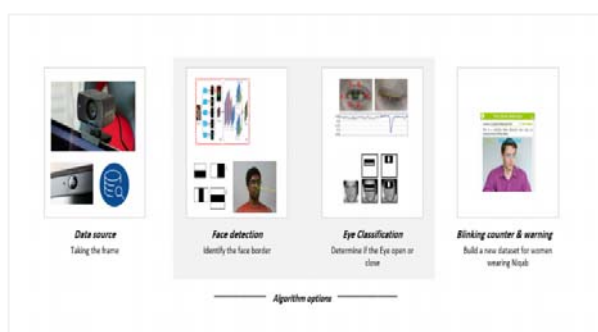 Data source
Taking the frame
Face detection
Identify the face border
Eye Classification
Determine if the Eye open or
close
Blinking counter & warning
Build a new dataset for women
wearing Niqab
Algorithm options